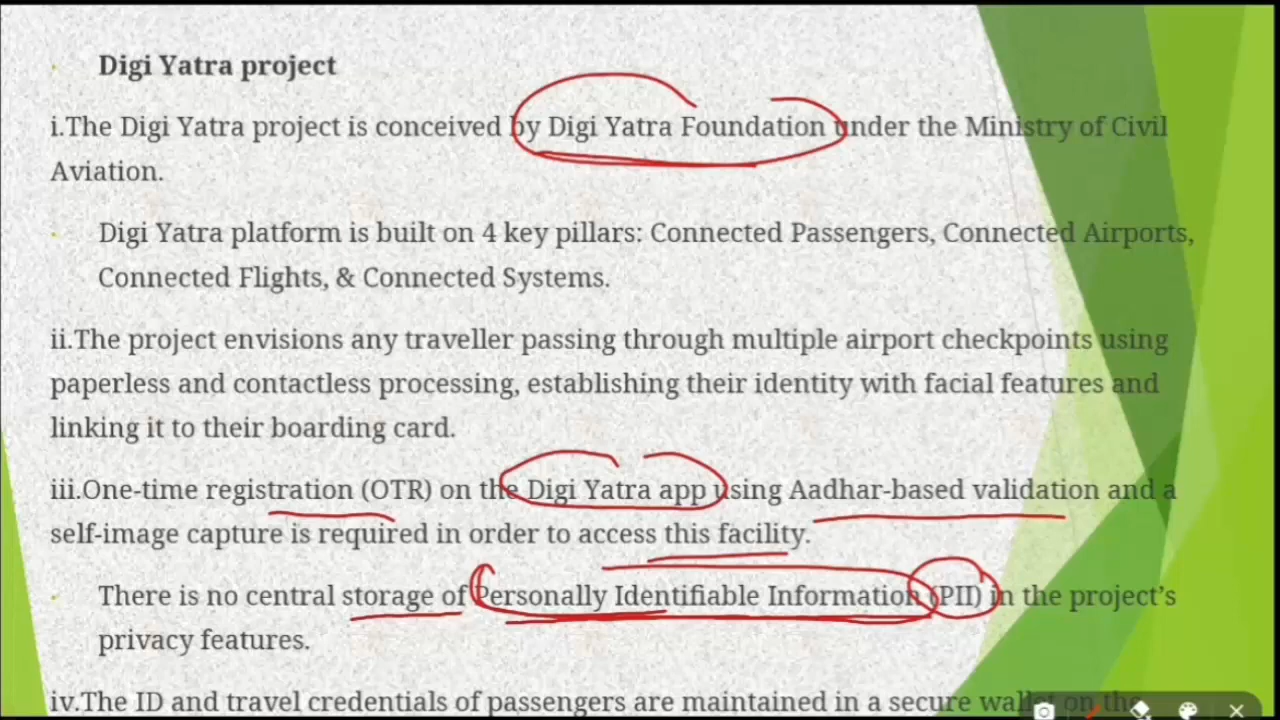 Digi Yatra project
i.The Digi Yatra project is conceived by Digi Yatra Foundation under the Ministry of Civil
Aviation.
Digi Yatra platform is built on 4 key pillars: Connected Passengers, Connected Airports,
Connected Flights, & Connected Systems.
ii.The project envisions any traveller passing through multiple airport checkpoints using
paperless and contactless processing, establishing their identity with facial features and
linking it to their boarding card.
iii.One-time registration (OTR) on the Digi Yatra app using Aadhar-based validation and a
self-image capture is required in order to access this facility.
There is no central storage of Personally Identifiable Information (PII) in the project’s
privacy features.
iv.The ID and travel credentials of passengers are maintained in a secure wallet on the